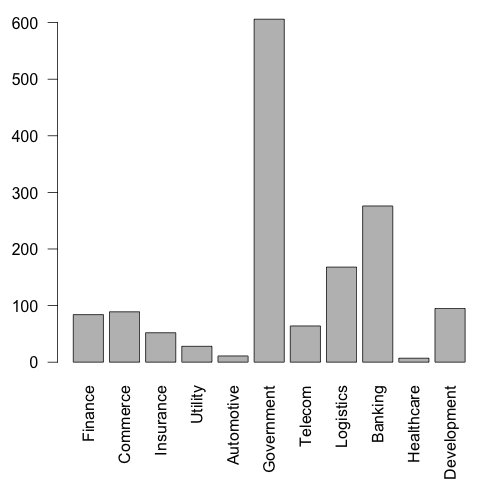 600
500
400
300
200
100
0
Finance
Commerce
Insurance
Utility
Automotive
Government
Telecom
Logistics
Banking
Healthcare
Development